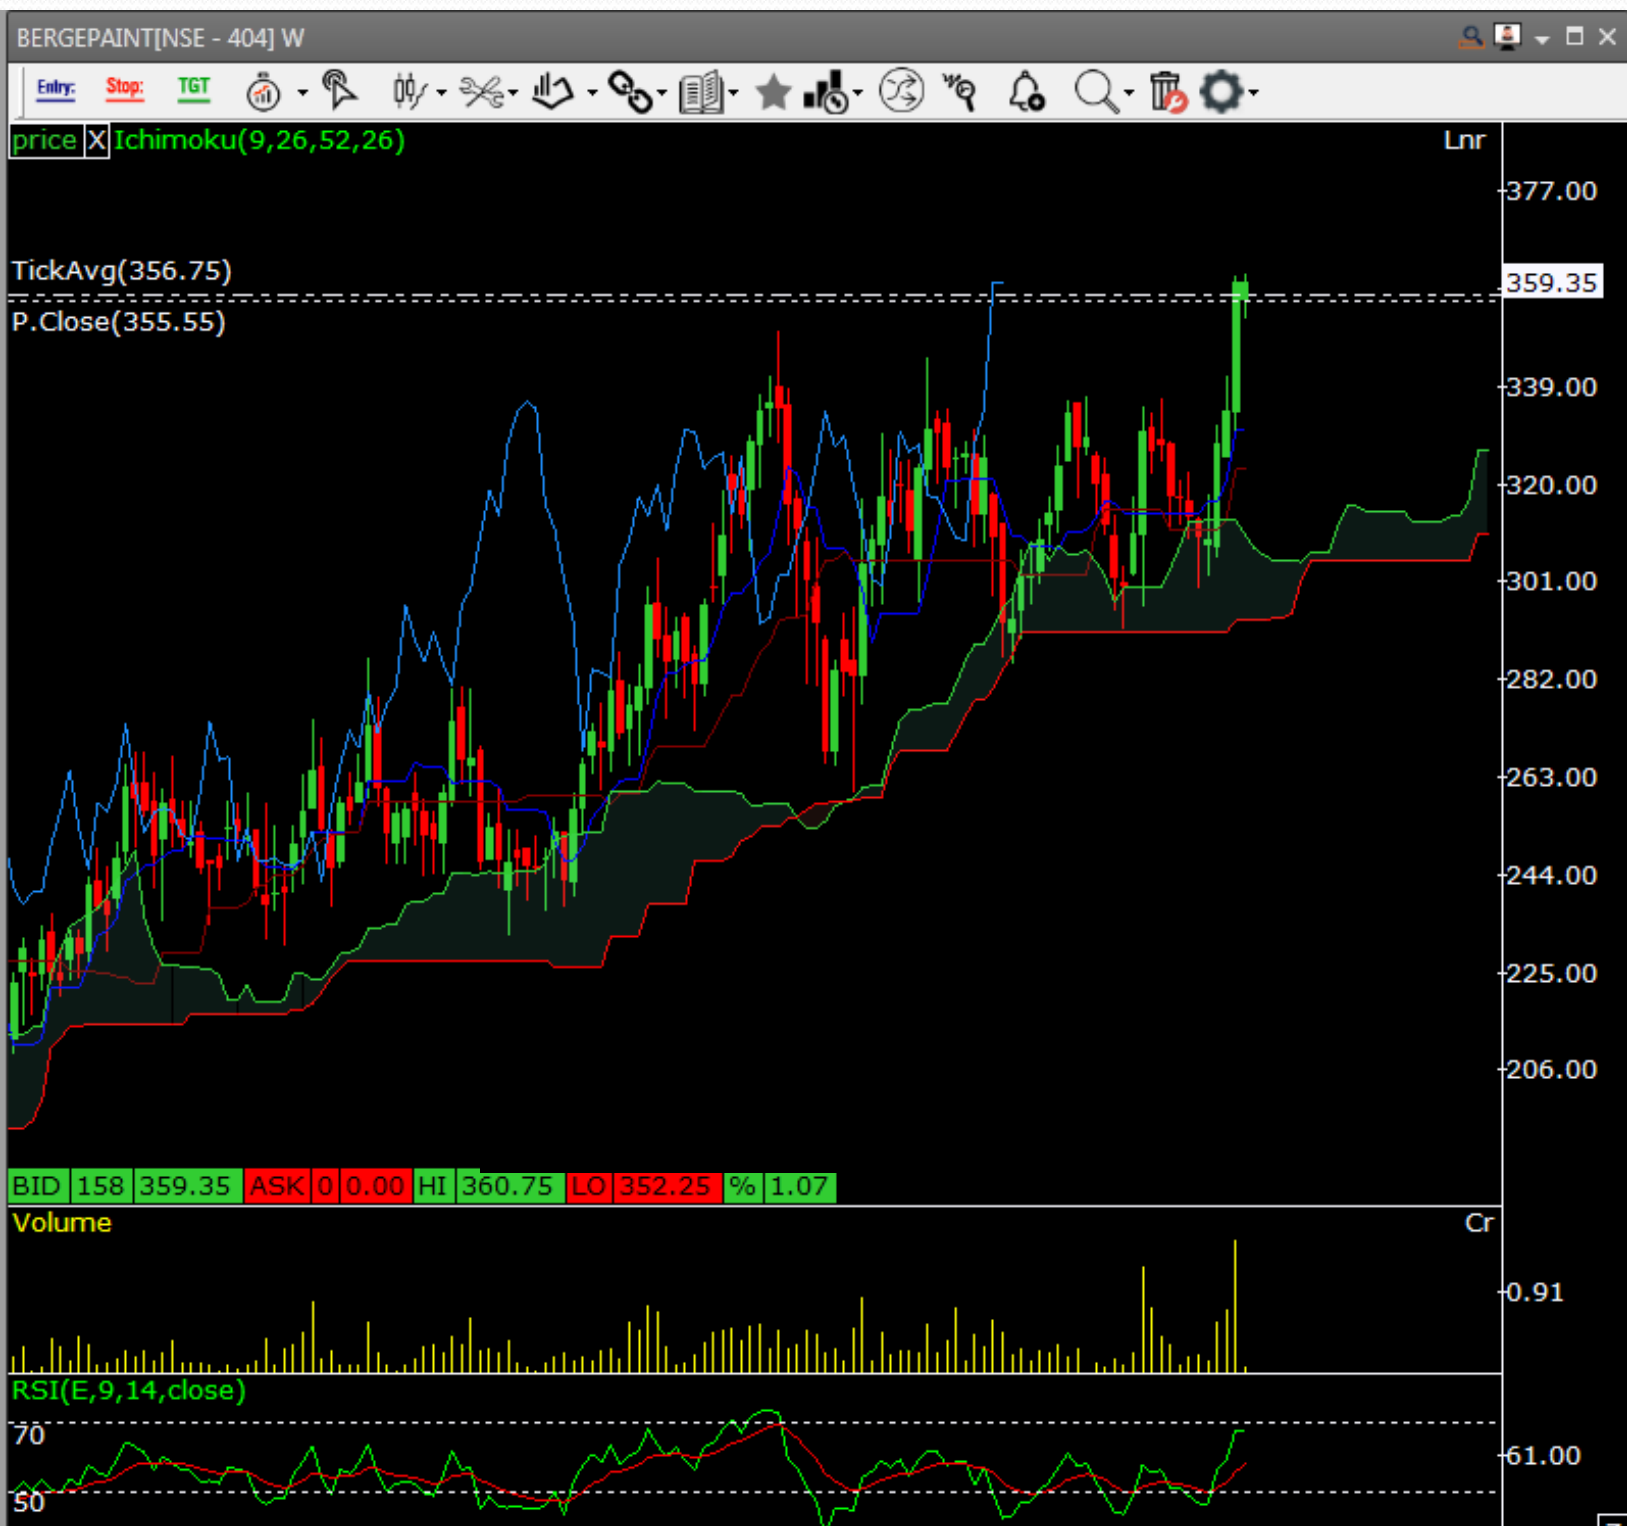 BERGEPAINT[NSE - 404] W
Entry: Stop: TGT
price X Ichimoku(9,26,52,26) Lnr
377.00
TickAvg(356.75)
359.35
P.Close(355.55)
339.00
320.00
301.00
282.00
263.00
244.00
225.00
206.00
BID 158 359.35 ASK 0 0.00 HI 360.75 LO 352.25 % 1.07
Volume Cr
0.91
RSI(E,9,14,close)
70
61.00
50